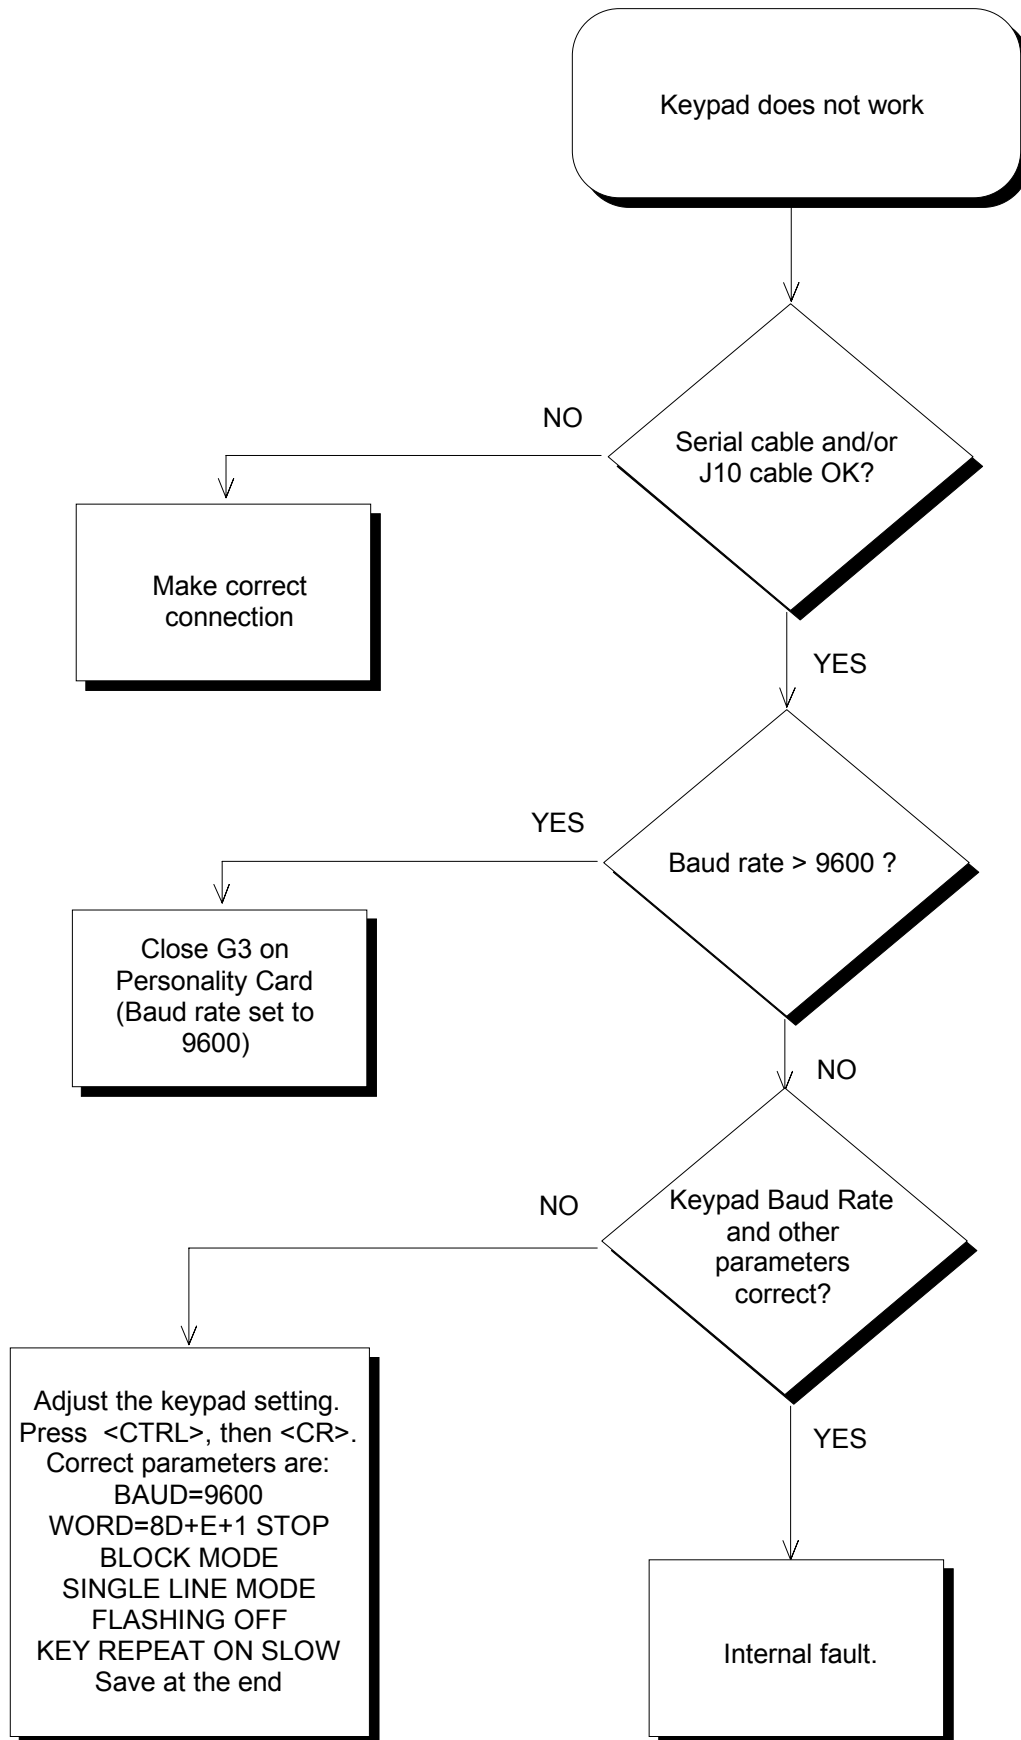 Keypad does not work
NO
Serial cable and/or
J10 cable OK?
Make correct
connection
YES
YES
Baud rate > 9600 ?
Close G3 on
Personality Card
(Baud rate set to
9600)
NO
NO
Keypad Baud Rate
and other
parameters
correct?
Adjust the keypad setting.
Press <CTRL>, then <CR>.
Correct parameters are:
BAUD=9600
WORD=8D+E+1 STOP
BLOCK MODE
SINGLE LINE MODE
FLASHING OFF
KEY REPEAT ON SLOW
Save at the end
YES
Internal fault.